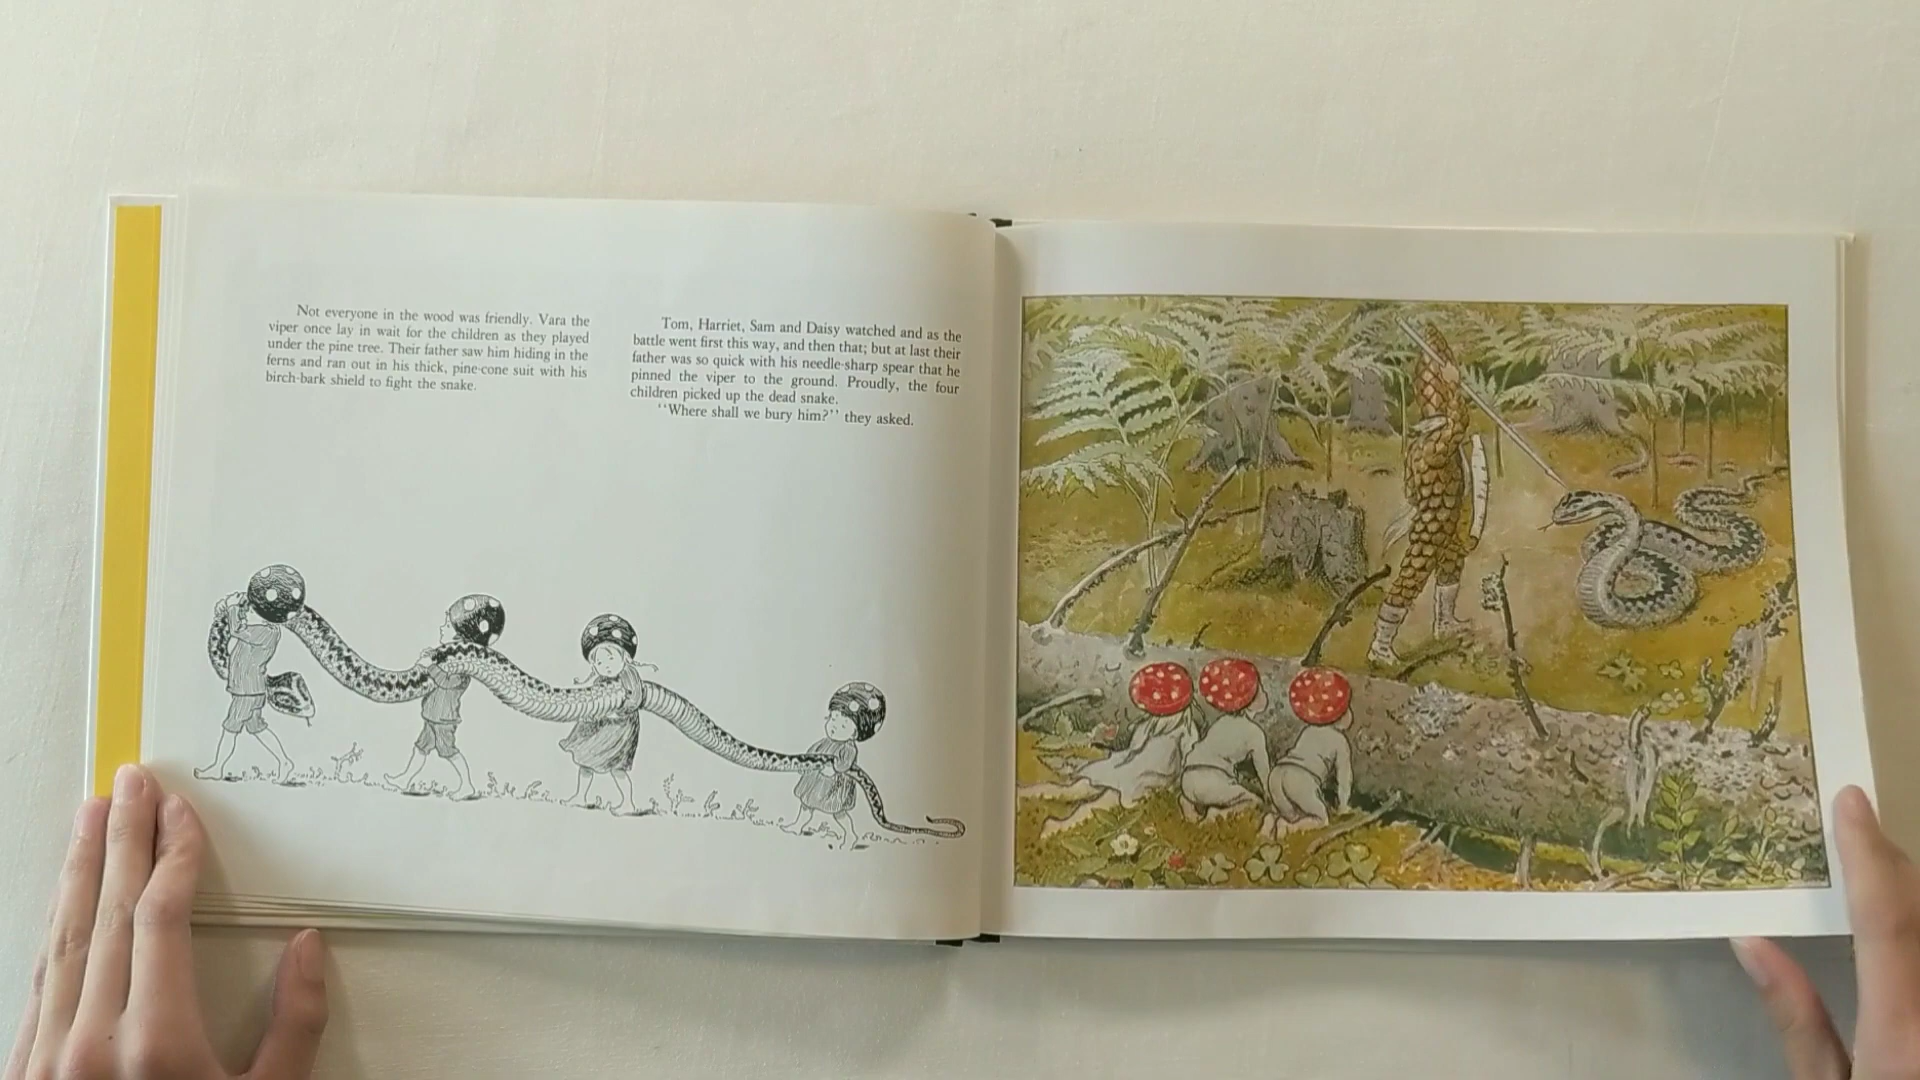 Not everyone in the wood was friendly. Vara the
viper once lay in wait for the children as they played
under the pine tree. Their father saw him hiding in the
ferns and ran out in his thick, pine-cone suit with his
birch-bark shield to fight the snake.
Tom, Harriet, Sam and Daisy watched and as the
battle went first this way, and then that; but at last their
father was so quick with his needle-sharp spear that he
pinned the viper to the ground. Proudly, the four
children picked up the dead snake.
‘‘Where shall we bury him?’’ they asked.